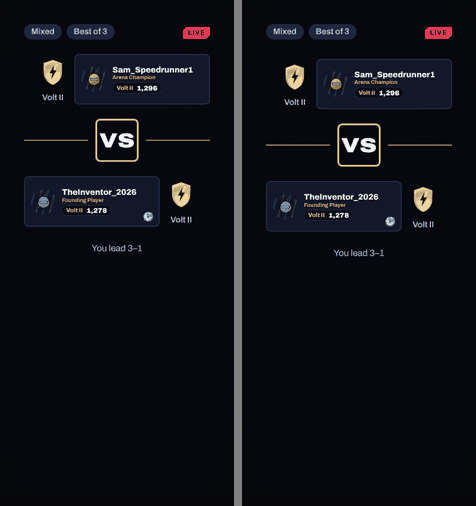 Mixed Best of 3 LIVE
Sam_Speedrunner1
Arena Champion
Volt II 1,296
Volt II
VS
TheInventor_2026
Founding Player
Volt II 1,278
Volt II
You lead 3–1
Mixed Best of 3 LIVE
Sam_Speedrunner1
Arena Champion
Volt II 1,296
Volt II
VS
TheInventor_2026
Founding Player
Volt II 1,278
Volt II
You lead 3–1